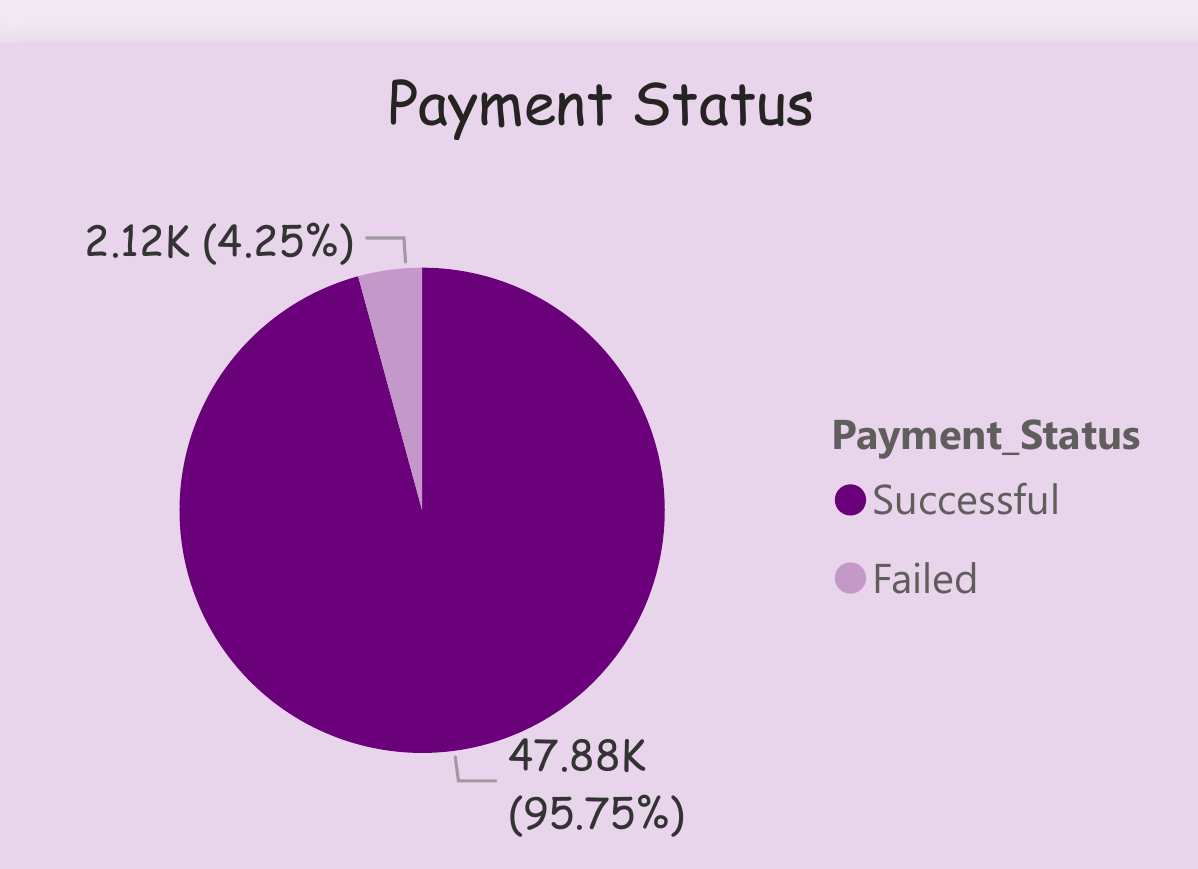 Payment Status
2.12K (4.25%)
Payment_Status
Successful
Failed
47.88K
(95.75%)